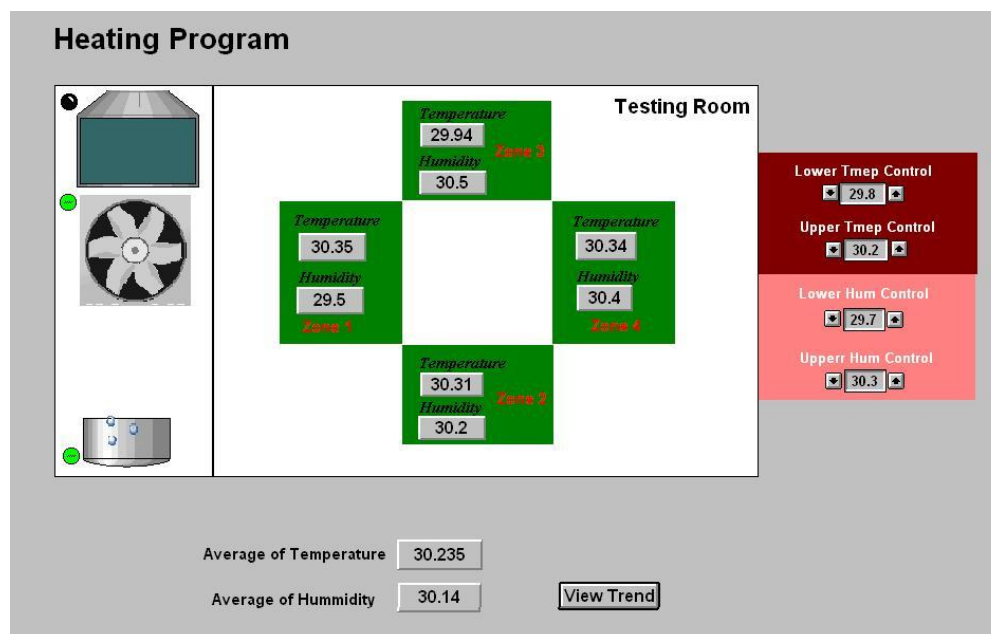 Heating Program
Testing Room
Temperature
29.94
Zone 3
Humidity
30.5
Temperature
30.35
Humidity
29.5
Zone 1
Temperature
30.34
Humidity
30.4
Zone 4
Temperature
30.31
Zone 2
Humidity
30.2
Lower Tmep Control
29.8
Upper Tmep Control
30.2
Lower Hum Control
29.7
Upperr Hum Control
30.3
Average of Temperature 30.235
Average of Hummidity 30.14
View Trend